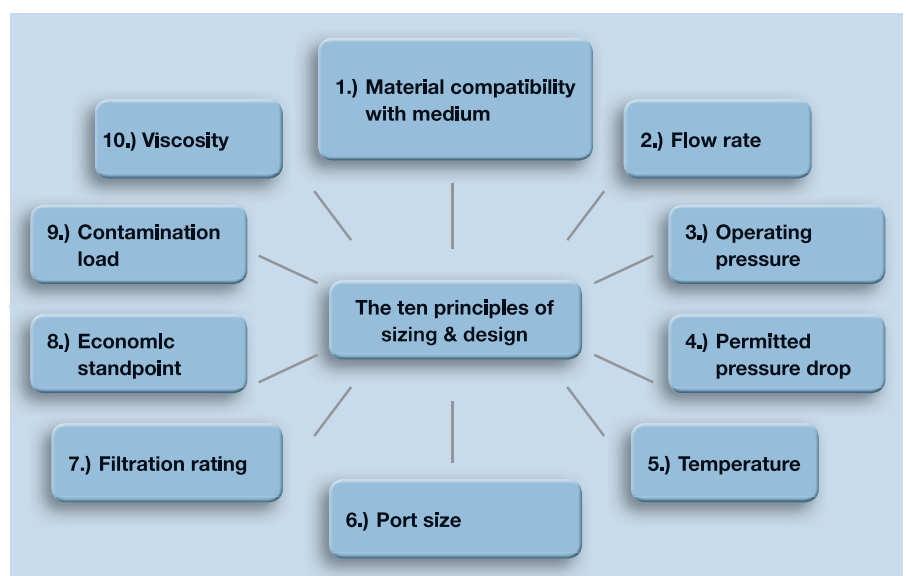 1.) Material compatibility
with medium
2.) Flow rate
3.) Operating
pressure
4.) Permitted
pressure drop
5.) Temperature
6.) Port size
7.) Filtration rating
8.) Economic
standpoint
9.) Contamination
load
10.) Viscosity
The ten principles of
sizing & design